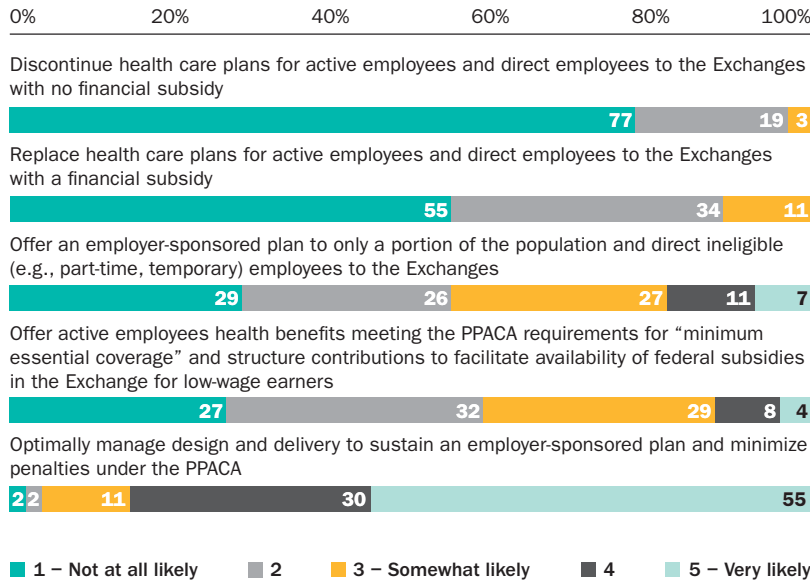 0% 20% 40% 60% 80% 100%
Discontinue health care plans for active employees and direct employees to the Exchanges
with no financial subsidy
77 19 3
Replace health care plans for active employees and direct employees to the Exchanges
with a financial subsidy
55 34 11
Offer an employer-sponsored plan to only a portion of the population and direct ineligible
(e.g., part-time, temporary) employees to the Exchanges
29 26 27 11 7
Offer active employees health benefits meeting the PPACA requirements for “minimum
essential coverage” and structure contributions to facilitate availability of federal subsidies
in the Exchange for low-wage earners
27 32 29 8 4
Optimally manage design and delivery to sustain an employer-sponsored plan and minimize
penalties under the PPACA
2 2 11 30 55
1 – Not at all likely 2 3 – Somewhat likely 4 5 – Very likely